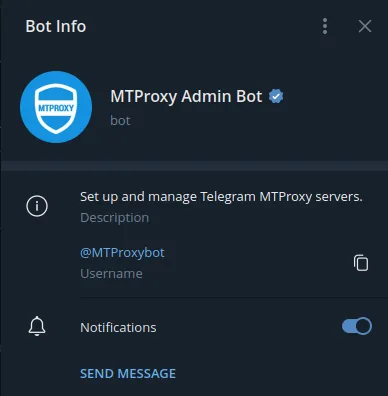 Bot Info
MTPROXY
MTProxy Admin Bot
bot
Set up and manage Telegram MTProxy servers.
Description
@MTProxybot
Username
Notifications
SEND MESSAGE